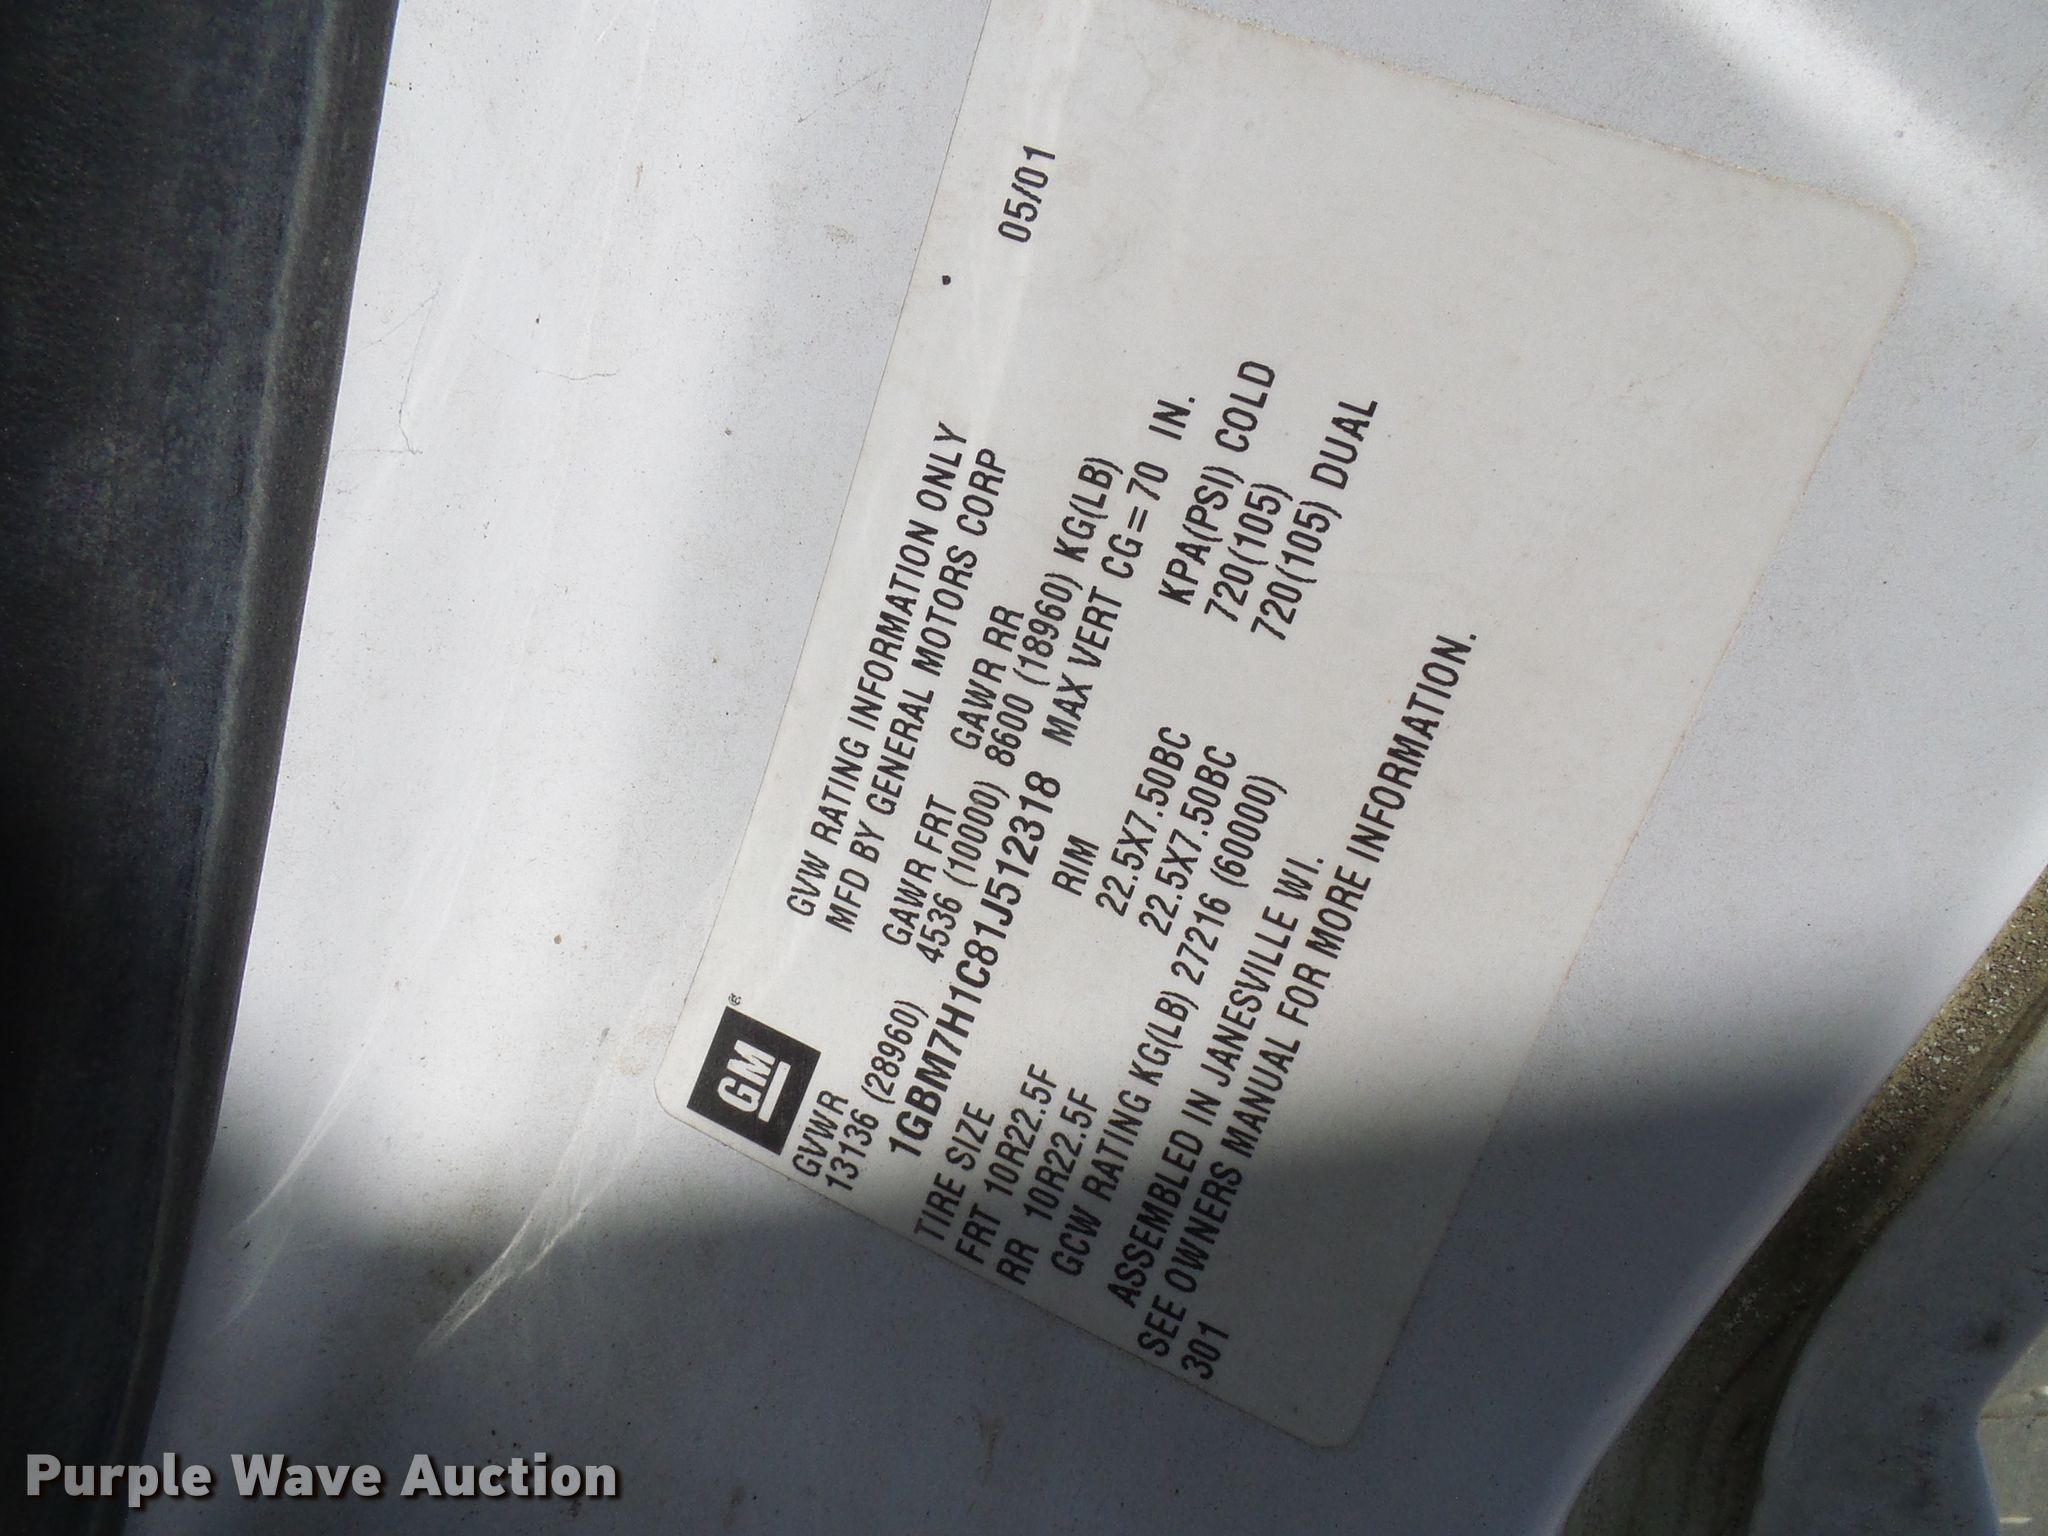 GM®
GVW RATING INFORMATION ONLY
MFD BY GENERAL MOTORS CORP 05/01
GVWR GAWR FRT GAWR RR
13136 (28960) 4536 (10000) 8600 (18960) KG(LB)
1GBM7H1C81J512318 MAX VERT CG=70 IN.
TIRE SIZE RIM KPA(PSI) COLD
FRT 10R22.5F 22.5X7.50BC 720(105)
RR 10R22.5F 22.5X7.50BC 720(105) DUAL
GCW RATING KG(LB) 27216 (60000)
ASSEMBLED IN JANESVILLE WI.
SEE OWNERS MANUAL FOR MORE INFORMATION.
301
Purple Wave Auction